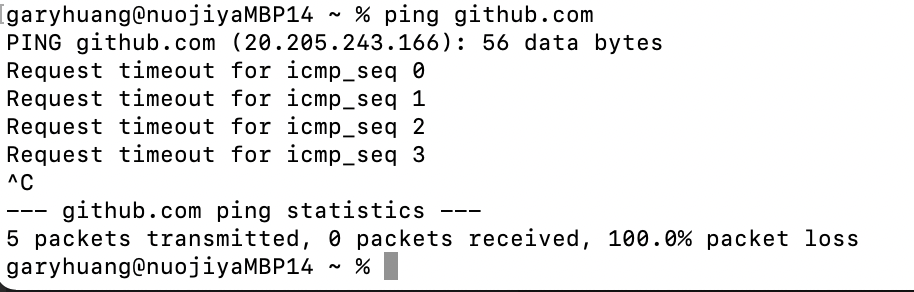 [garyhuang@nuojiyaMBP14 ~ % ping github.com
PING github.com (20.205.243.166): 56 data bytes
Request timeout for icmp_seq 0
Request timeout for icmp_seq 1
Request timeout for icmp_seq 2
Request timeout for icmp_seq 3
^C
--- github.com ping statistics ---
5 packets transmitted, 0 packets received, 100.0% packet loss
garyhuang@nuojiyaMBP14 ~ %